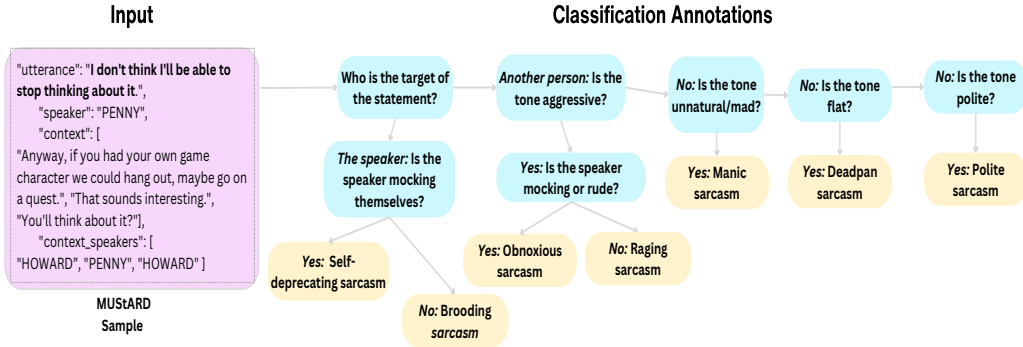 Input
Classification Annotations
"utterance": "I don't think I'll be able to
stop thinking about it.",
"speaker": "PENNY",
"context": [
"Anyway, if you had your own game
character we could hang out, maybe go on
a quest.", "That sounds interesting.",
"You'll think about it?"],
"context_speakers": [
"HOWARD", "PENNY", "HOWARD" ]
MUStARD
Sample
Who is the target of
the statement?
Another person: Is the
tone aggressive?
No: Is the tone
unnatural/mad?
No: Is the tone
flat?
No: Is the tone
polite?
The speaker: Is the
speaker mocking
themselves?
Yes: Is the speaker
mocking or rude?
Yes: Manic
sarcasm
Yes: Deadpan
sarcasm
Yes: Polite
sarcasm
Yes: Self-
deprecating sarcasm
No: Brooding
sarcasm
Yes: Obnoxious
sarcasm
No: Raging
sarcasm